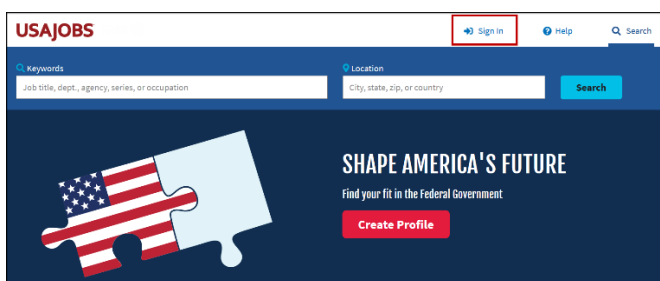 USAJOBS
Sign In
Help
Search
Keywords
Location
Job title, dept., agency, series, or occupation
City, state, zip, or country
Search
SHAPE AMERICA'S FUTURE
Find your fit in the Federal Government
Create Profile